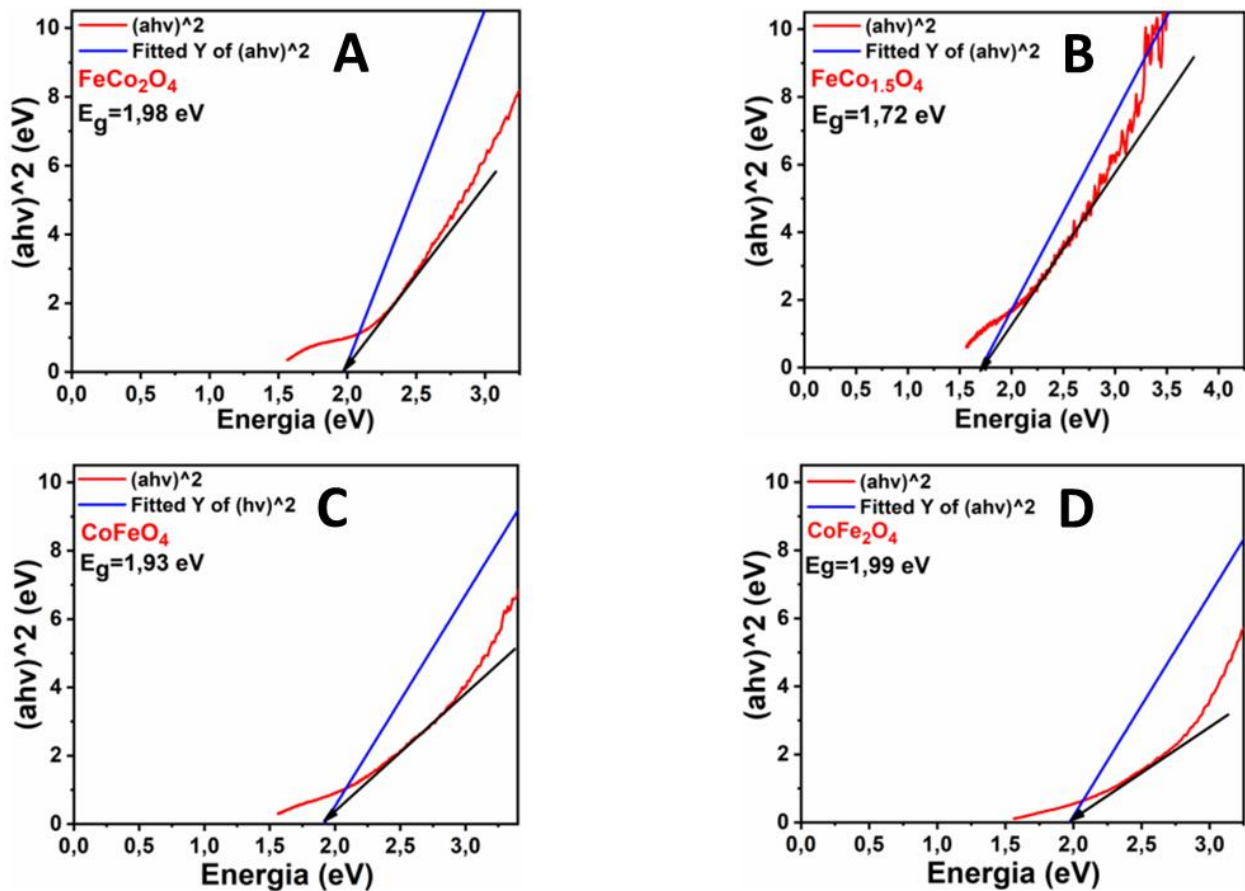 A
(ahv)^2
Fitted Y of (ahv)^2
FeCo2O4
Eg=1,98 eV
(ahv)^2 (eV)
10
8
6
4
2
0
0,0 0,5 1,0 1,5 2,0 2,5 3,0
Energia (eV)
B
(ahv)^2
Fitted Y of (ahv)^2
FeCo1.5O4
Eg=1,72 eV
(ahv)^2 (eV)
10
8
6
4
2
0
0,0 0,5 1,0 1,5 2,0 2,5 3,0 3,5 4,0
Energia (eV)
C
(ahv)^2
Fitted Y of (hv)^2
CoFeO4
Eg=1,93 eV
(ahv)^2 (eV)
10
8
6
4
2
0
0,0 0,5 1,0 1,5 2,0 2,5 3,0
Energia (eV)
D
(ahv)^2
Fitted Y of (ahv)^2
CoFe2O4
Eg=1,99 eV
(ahv)^2 (eV)
10
8
6
4
2
0
0,0 0,5 1,0 1,5 2,0 2,5 3,0
Energia (eV)